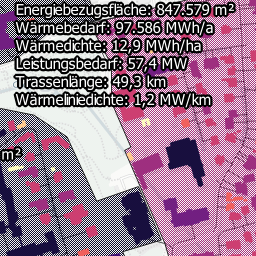 Energiebezugsfläche: 847.579 m²
Wärmebedarf: 97.586 MWh/a
Wärmedichte: 12,9 MWh/ha
Leistungsbedarf: 57,4 MW
Trassenlänge: 49,3 km
Wärmeliniedichte: 1,2 MW/km
m²